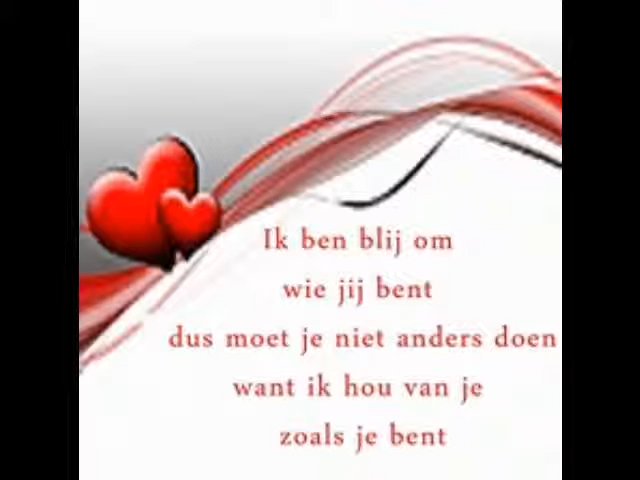 Ik ben blij om
wie jij bent
dus moet je niet anders doen
want ik hou van je
zoals je bent